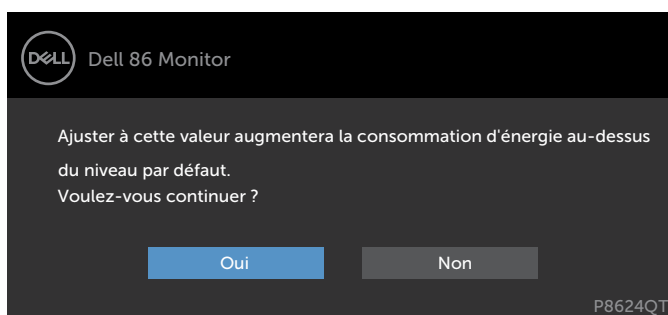 DELL
Dell 86 Monitor
Ajuster à cette valeur augmentera la consommation d'énergie au-dessus
du niveau par défaut.
Voulez-vous continuer ?
Oui
Non
P8624QT